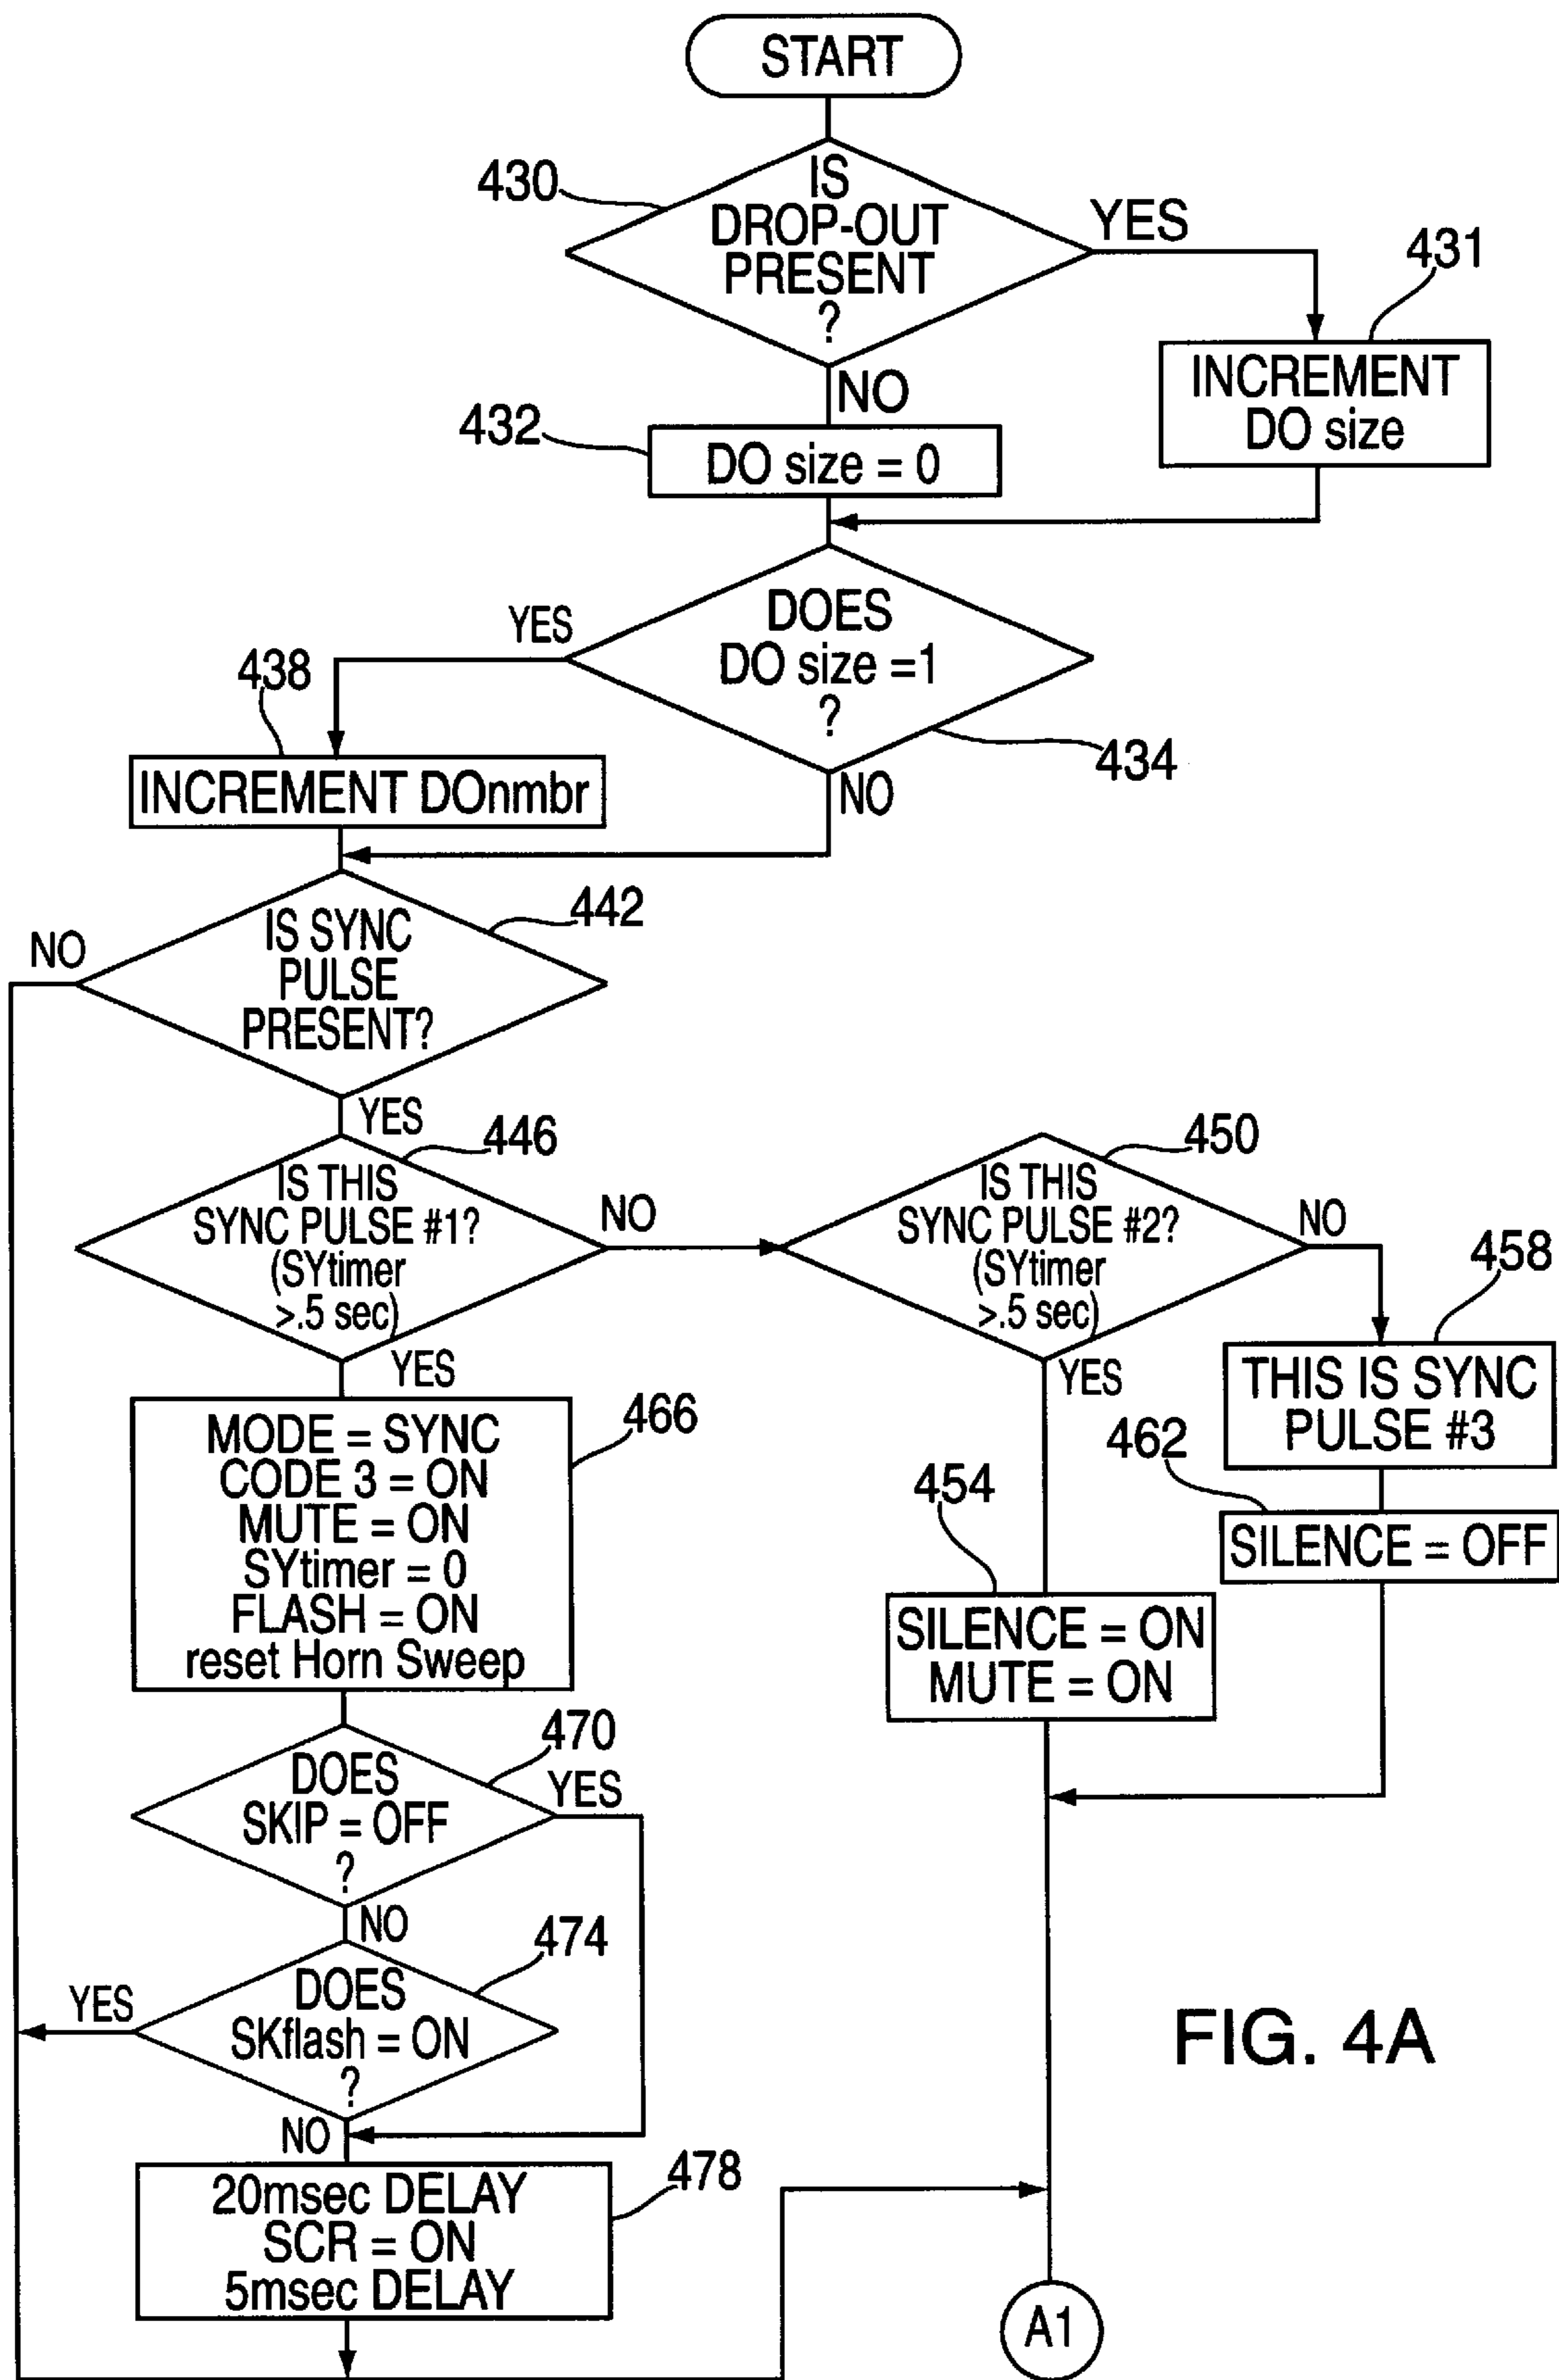 START
430
IS
DROP-OUT
PRESENT
?
YES
431
INCREMENT
DO size
NO
432
DO size = 0
DOES
DO size =1
?
YES
434
NO
438
INCREMENT DOnmbr
442
IS SYNC
PULSE
PRESENT?
NO
YES
446
IS THIS
SYNC PULSE #1?
(SYtimer
>.5 sec)
NO
YES
450
IS THIS
SYNC PULSE #2?
(SYtimer
>.5 sec)
NO
YES
458
THIS IS SYNC
PULSE #3
462
SILENCE = OFF
454
SILENCE = ON
MUTE = ON
466
MODE = SYNC
CODE 3 = ON
MUTE = ON
SYtimer = 0
FLASH = ON
reset Horn Sweep
470
DOES
SKIP = OFF
?
YES
NO
474
DOES
SKflash = ON
?
YES
NO
478
20msec DELAY
SCR = ON
5msec DELAY
A1
FIG. 4A